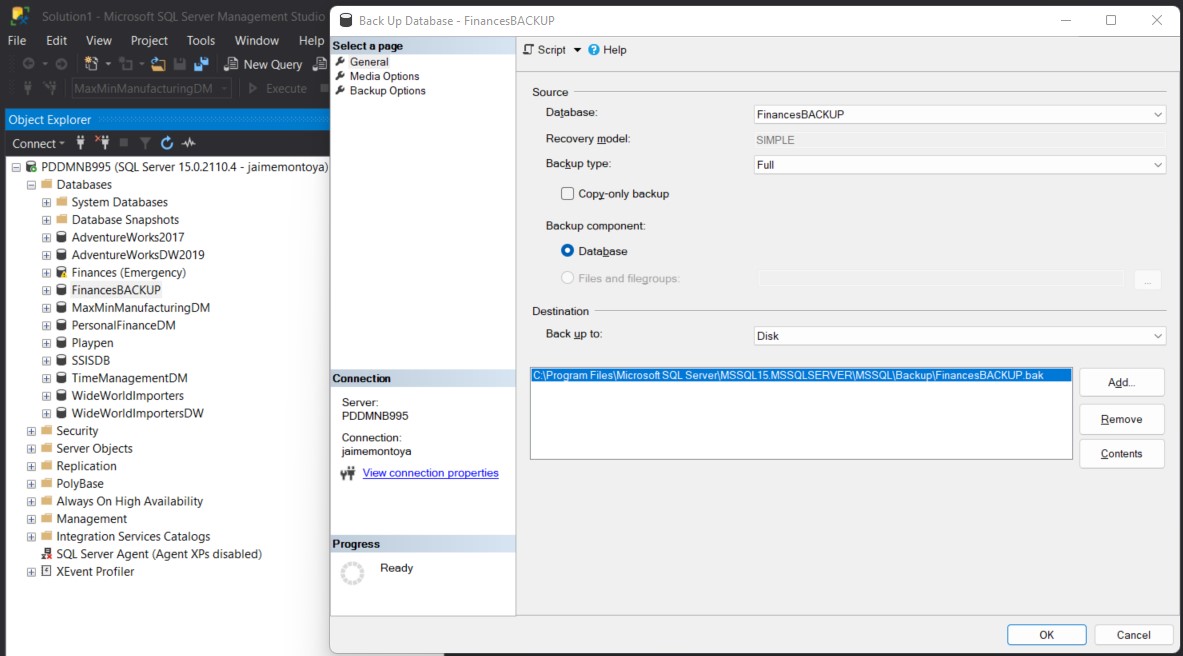 Solution1 - Microsoft SQL Server Management Studio
File Edit View Project Tools Window Help
New Query
MaxMinManufacturingDM Execute
Object Explorer
Connect
PDDMNB995 (SQL Server 15.0.2110.4 - jaimemontoya)
Databases
System Databases
Database Snapshots
AdventureWorks2017
AdventureWorksDW2019
Finances (Emergency)
FinancesBACKUP
MaxMinManufacturingDM
PersonalFinanceDM
Playpen
SSISDB
TimeManagementDM
WideWorldImporters
WideWorldImportersDW
Security
Server Objects
Replication
PolyBase
Always On High Availability
Management
Integration Services Catalogs
SQL Server Agent (Agent XPs disabled)
XEvent Profiler
Back Up Database - FinancesBACKUP
Select a page
General
Media Options
Backup Options
Connection
Server:
PDDMNB995
Connection:
jaimemontoya
View connection properties
Progress
Ready
Script Help
Source
Database: FinancesBACKUP
Recovery model: SIMPLE
Backup type: Full
Copy-only backup
Backup component:
Database
Files and filegroups:
...
Destination
Back up to: Disk
C:\Program Files\Microsoft SQL Server\MSSQL15.MSSQLSERVER\MSSQL\Backup\FinancesBACKUP.bak
Add...
Remove
Contents
OK Cancel